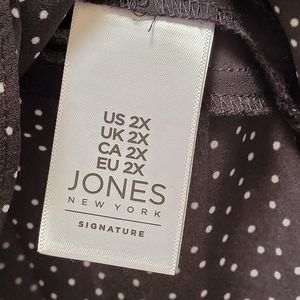 US 2X
UK 2X
CA 2X
EU 2X
JONES
NEW YORK
SIGNATURE